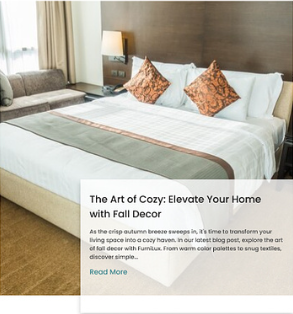 The Art of Cozy: Elevate Your Home
with Fall Decor
As the crisp autumn breeze sweeps in, it's time to transform your
living space into a cozy haven. In our latest blog post, explore the art
of fall decor with FurniLux. From warm color palettes to snug textiles,
discover simple...
Read More